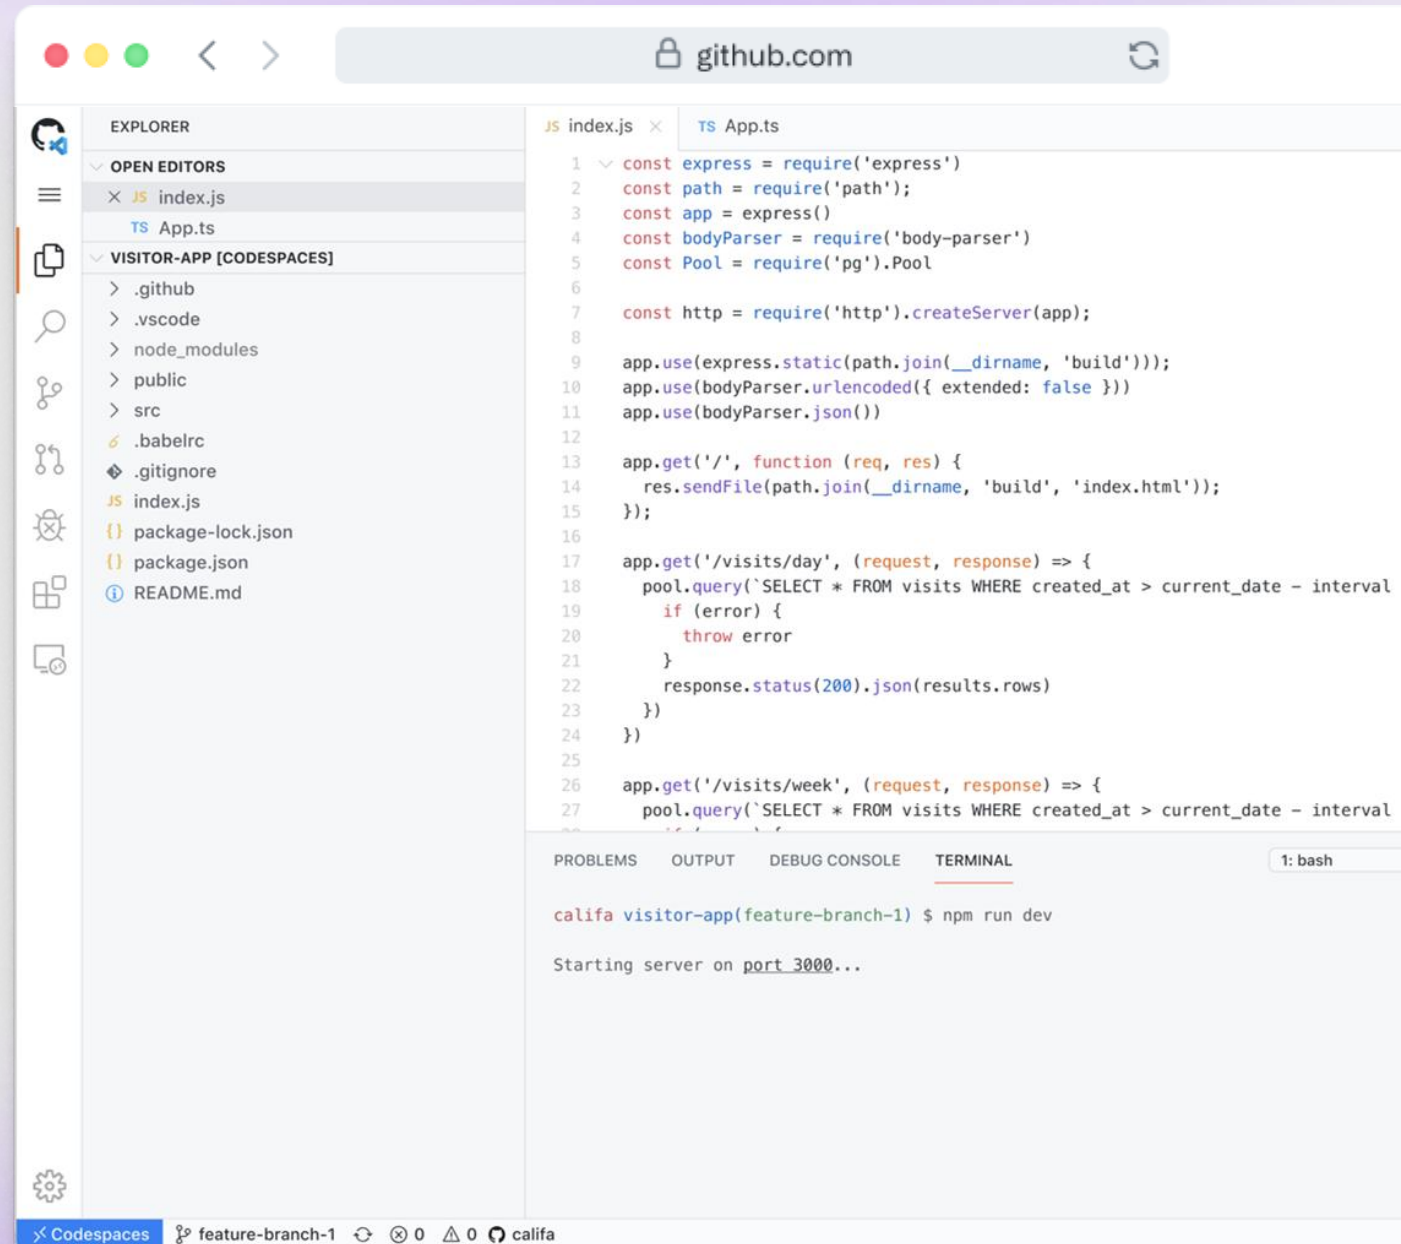 github.com
EXPLORER
OPEN EDITORS
JS index.js
TS App.ts
VISITOR-APP [CODESPACES]
.github
.vscode
node_modules
public
src
.babelrc
.gitignore
JS index.js
{} package-lock.json
{} package.json
README.md
JS index.js
TS App.ts
1 const express = require('express')
2 const path = require('path');
3 const app = express()
4 const bodyParser = require('body-parser')
5 const Pool = require('pg').Pool
6
7 const http = require('http').createServer(app);
8
9 app.use(express.static(path.join(__dirname, 'build')));
10 app.use(bodyParser.urlencoded({ extended: false }))
11 app.use(bodyParser.json())
12
13 app.get('/', function (req, res) {
14 res.sendFile(path.join(__dirname, 'build', 'index.html'));
15 });
16
17 app.get('/visits/day', (request, response) => {
18 pool.query(`SELECT * FROM visits WHERE created_at > current_date - interval
19 if (error) {
20 throw error
21 }
22 response.status(200).json(results.rows)
23 })
24 })
25
26 app.get('/visits/week', (request, response) => {
27 pool.query(`SELECT * FROM visits WHERE created_at > current_date - interval
PROBLEMS OUTPUT DEBUG CONSOLE TERMINAL 1: bash
califa visitor-app(feature-branch-1) $ npm run dev
Starting server on port 3000...
Codespaces feature-branch-1 0 0 califa